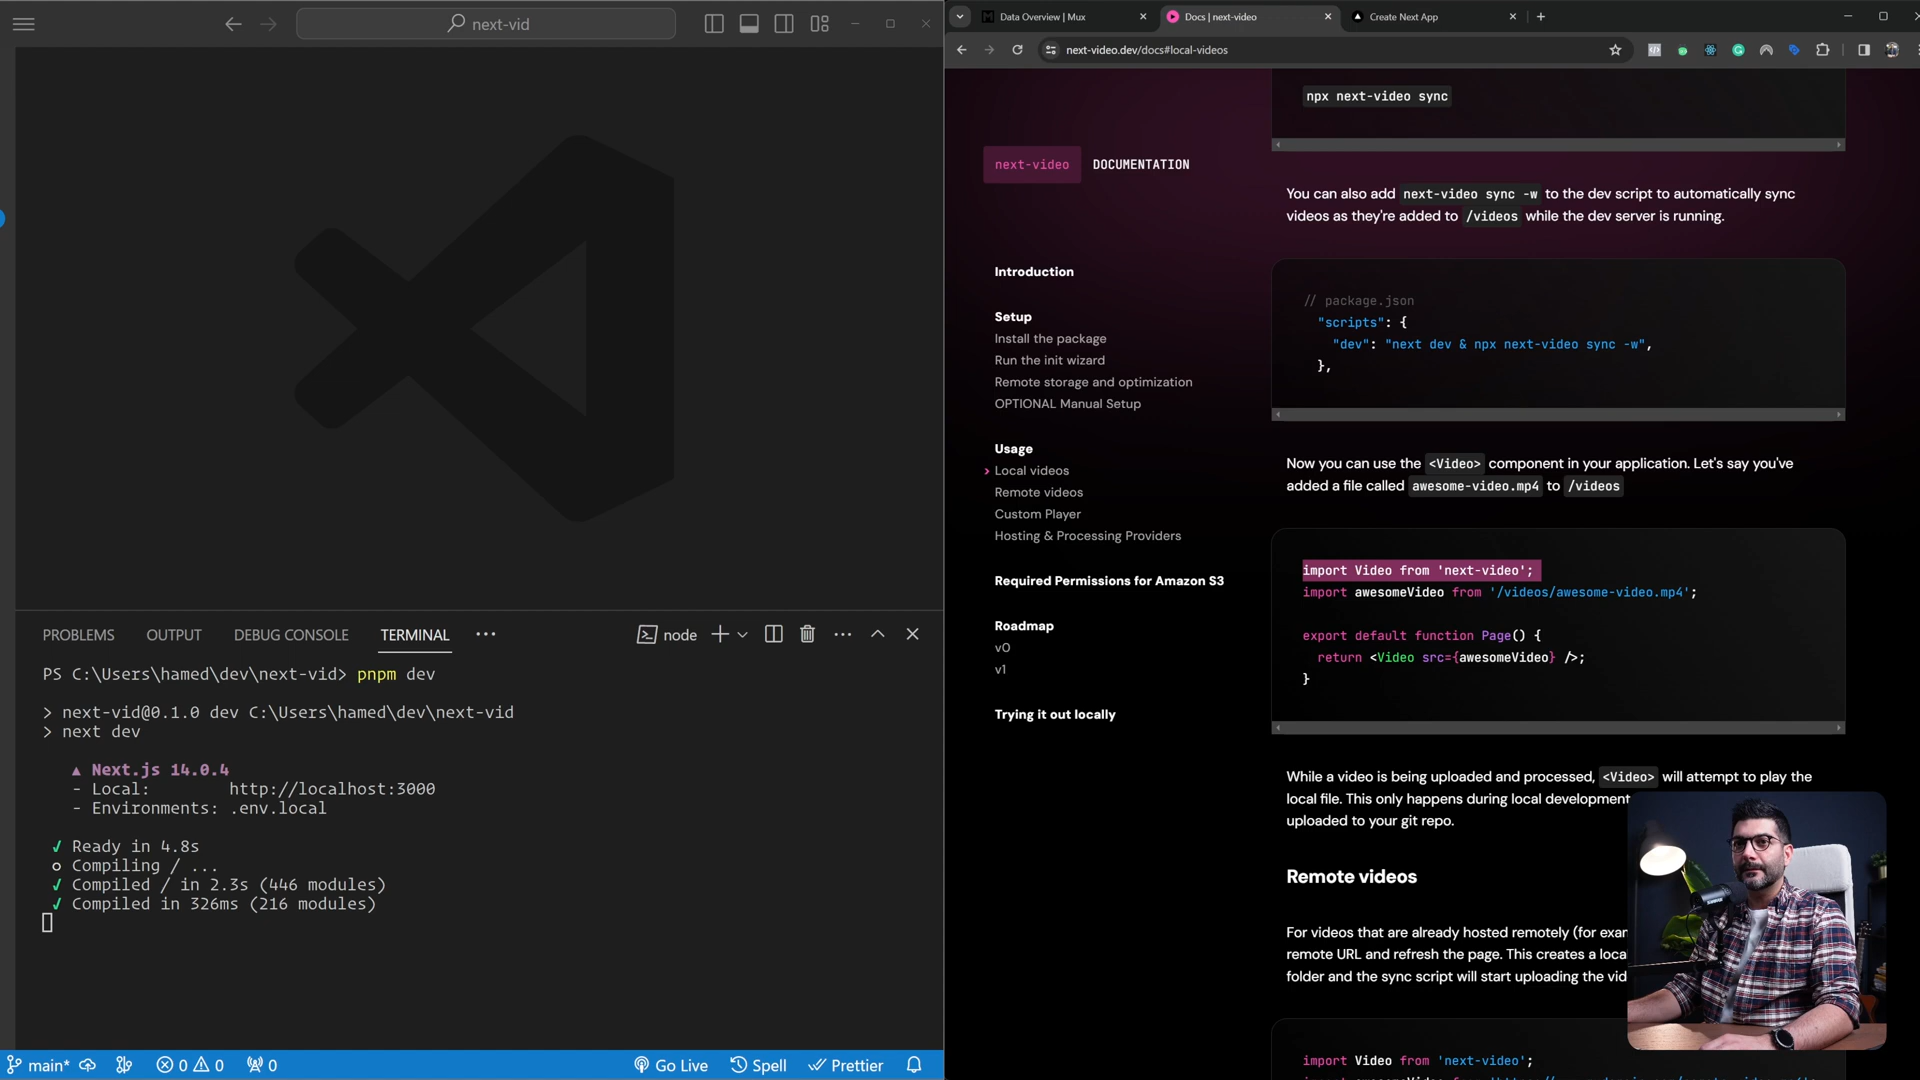 next-vid
PROBLEMS
OUTPUT
DEBUG CONSOLE
TERMINAL
node
PS C:\Users\hamed\dev\next-vid> pnpm dev
> next-vid@0.1.0 dev C:\Users\hamed\dev\next-vid
> next dev
▲ Next.js 14.0.4
- Local: http://localhost:3000
- Environments: .env.local
✓ Ready in 4.8s
○ Compiling / ...
✓ Compiled / in 2.3s (446 modules)
✓ Compiled in 326ms (216 modules)
main*
0
0
0
Go Live
Spell
Prettier
Data Overview | Mux
Docs | next-video
Create Next App
next-video.dev/docs#local-videos
next-video
DOCUMENTATION
Introduction
Setup
Install the package
Run the init wizard
Remote storage and optimization
OPTIONAL Manual Setup
Usage
Local videos
Remote videos
Custom Player
Hosting & Processing Providers
Required Permissions for Amazon S3
Roadmap
v0
v1
Trying it out locally
npx next-video sync
You can also add next-video sync -w to the dev script to automatically sync
videos as they're added to /videos while the dev server is running.
// package.json
"scripts": {
"dev": "next dev & npx next-video sync -w",
},
Now you can use the <Video> component in your application. Let's say you've
added a file called awesome-video.mp4 to /videos
import Video from 'next-video';
import awesomeVideo from '/videos/awesome-video.mp4';
export default function Page() {
return <Video src={awesomeVideo} />;
}
While a video is being uploaded and processed, <Video> will attempt to play the
local file. This only happens during local development
uploaded to your git repo.
Remote videos
For videos that are already hosted remotely (for exam
remote URL and refresh the page. This creates a loca
folder and the sync script will start uploading the vid
import Video from 'next-video';